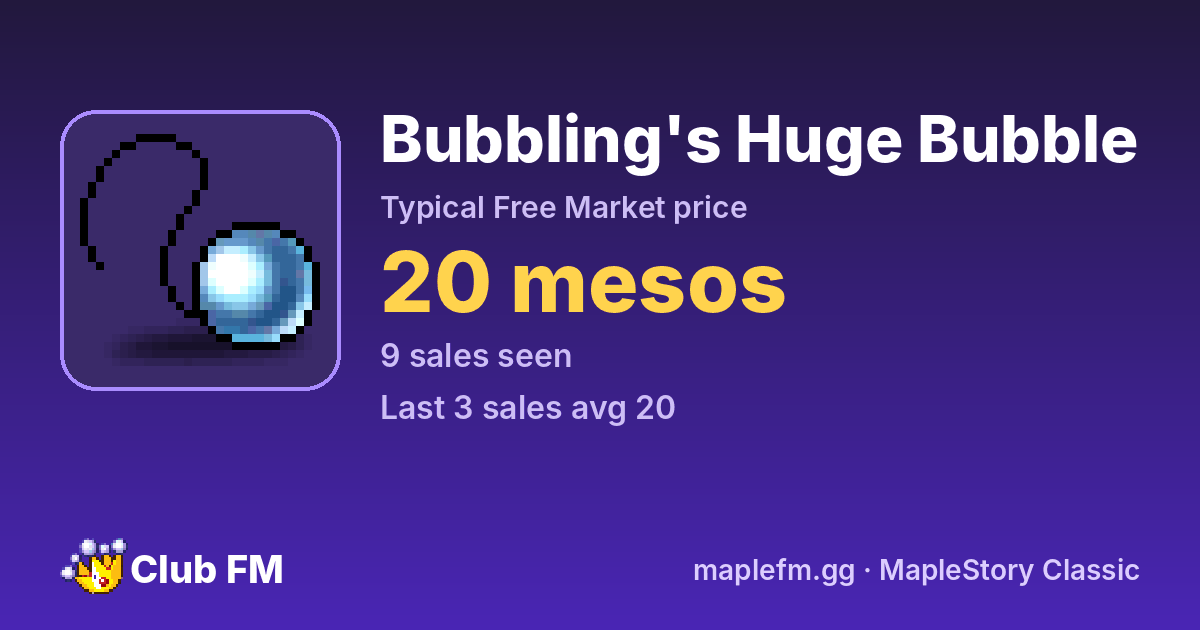 Bubbling's Huge Bubble
Typical Free Market price
20 mesos
9 sales seen
Last 3 sales avg 20
Club FM
maplefm.gg · MapleStory Classic